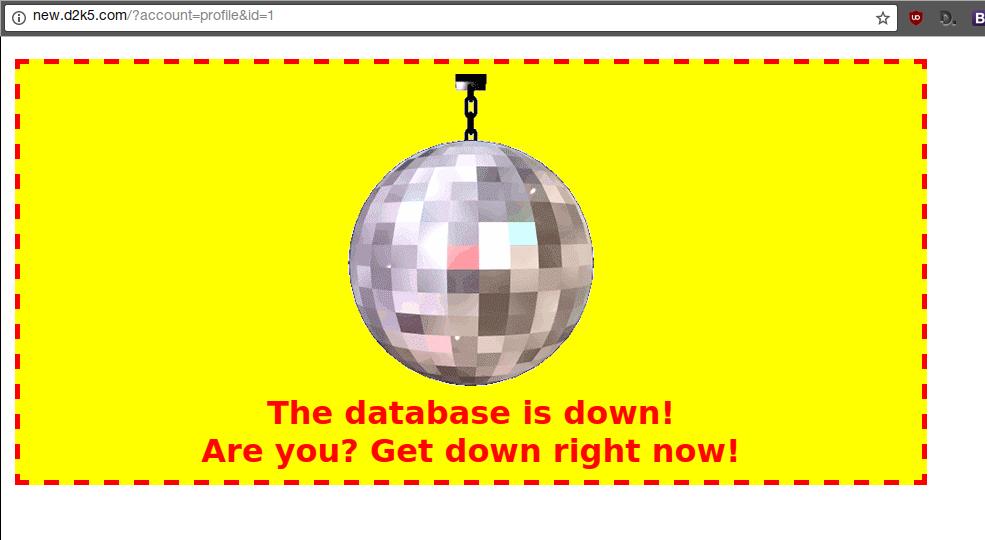 new.d2k5.com/?account=profile&id=1
The database is down!
Are you? Get down right now!